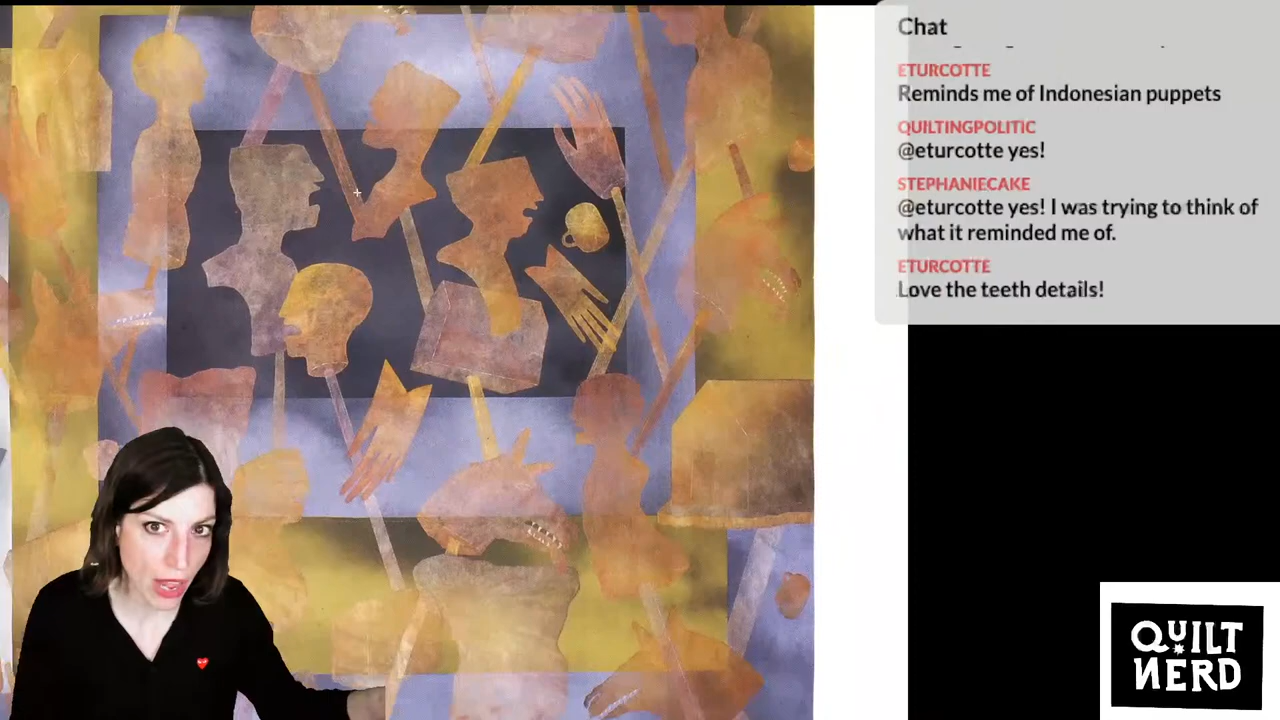 Chat
ETURCOTTE
Reminds me of Indonesian puppets
QUILTINGPOLITIC
@eturcotte yes!
STEPHANIECAKE
@eturcotte yes! I was trying to think of
what it reminded me of.
ETURCOTTE
Love the teeth details!
QUILT
NERD